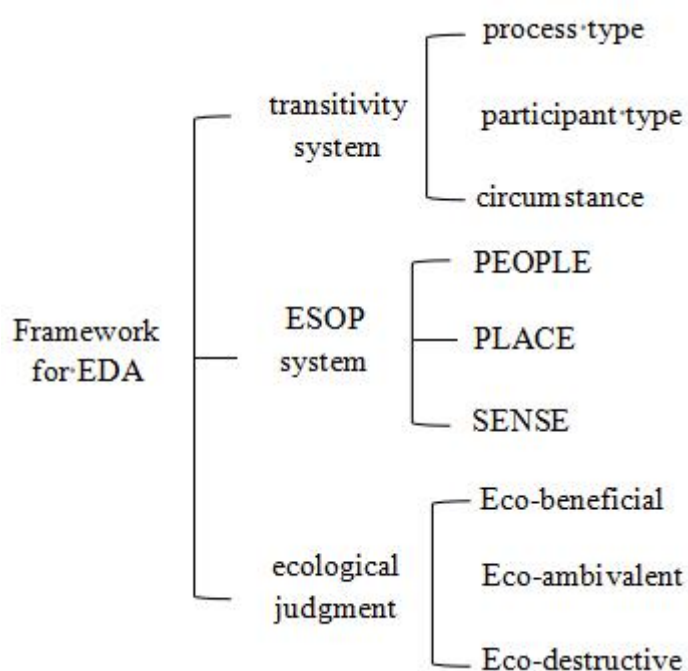 process type
transitivity
system
participant type
circumstance
PEOPLE
Framework
for EDA
ESOP
system
PLACE
SENSE
Eco-beneficial
ecological
judgment
Eco-ambivalent
Eco-destructive